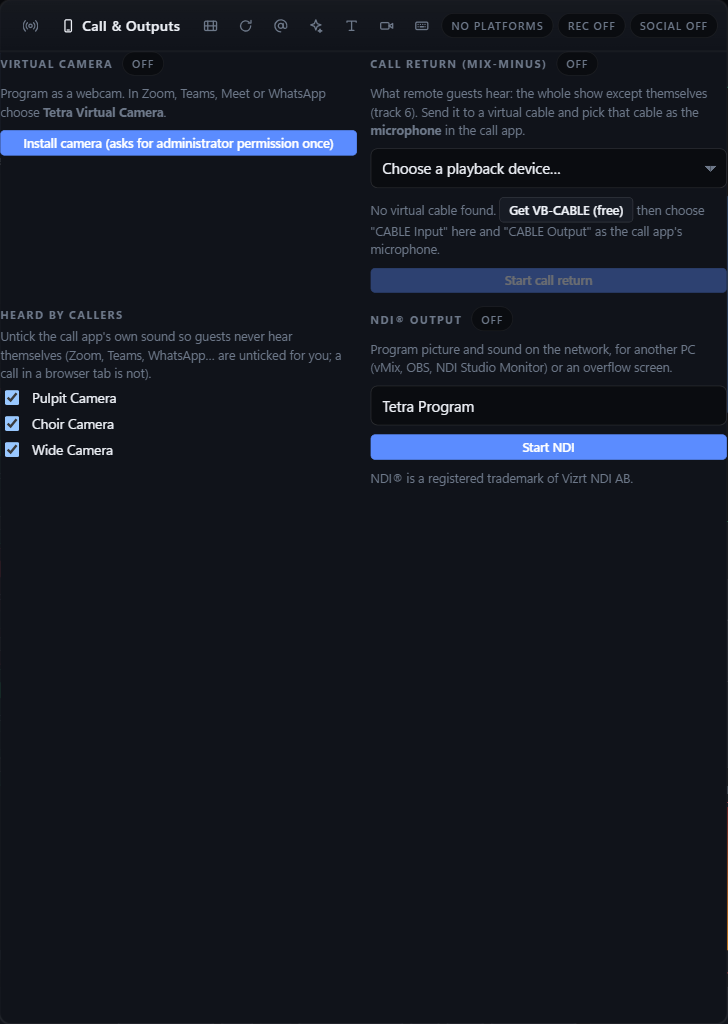 Call & Outputs
NO PLATFORMS
REC OFF
SOCIAL OFF
VIRTUAL CAMERA OFF
Program as a webcam. In Zoom, Teams, Meet or WhatsApp
choose Tetra Virtual Camera.
Install camera (asks for administrator permission once)
CALL RETURN (MIX-MINUS) OFF
What remote guests hear: the whole show except themselves
(track 6). Send it to a virtual cable and pick that cable as the
microphone in the call app.
Choose a playback device...
No virtual cable found. Get VB-CABLE (free) then choose
"CABLE Input" here and "CABLE Output" as the call app's
microphone.
Start call return
HEARD BY CALLERS
Untick the call app's own sound so guests never hear
themselves (Zoom, Teams, WhatsApp... are unticked for you; a
call in a browser tab is not).
Pulpit Camera
Choir Camera
Wide Camera
NDI® OUTPUT OFF
Program picture and sound on the network, for another PC
(vMix, OBS, NDI Studio Monitor) or an overflow screen.
Tetra Program
Start NDI
NDI® is a registered trademark of Vizrt NDI AB.